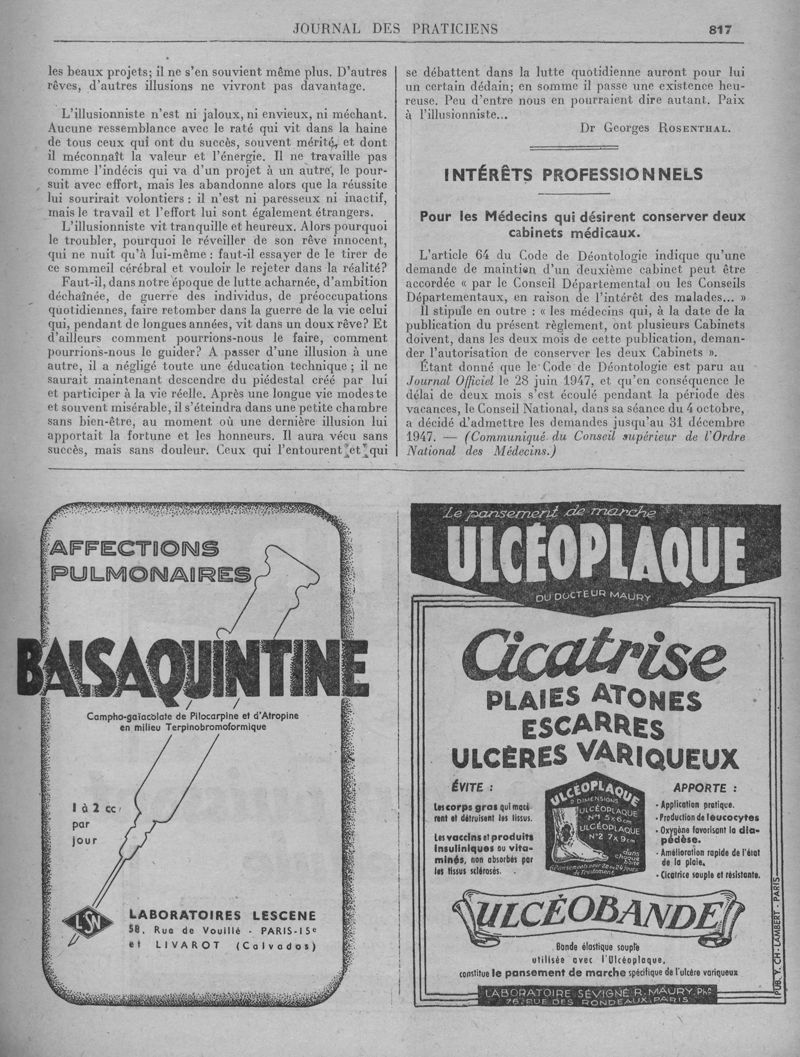 JOURNAL DES PRATICIENS 817
les beaux projets; il ne s'en souvient même plus. D'autres
rêves, d'autres illusions ne vivront pas davantage.
L'illusionniste n'est ni jaloux, ni envieux, ni méchant.
Aucune ressemblance avec le raté qui vit dans la haine
de tous ceux qui ont du succès, souvent mérité, et dont
il méconnaît la valeur et l'énergie. Il ne travaille pas
comme l'indécis qui va d'un projet à un autre, le pour-
suit avec effort, mais les abandonne alors que la réussite
lui sourirait volontiers : il n'est ni paresseux ni inactif,
mais le travail et l'effort lui sont également étrangers.
L'illusionniste vit tranquille et heureux. Alors pourquoi
le troubler, pourquoi le réveiller de son rêve innocent,
qui ne nuit qu'à lui-même : faut-il essayer de le tirer de
ce sommeil cérébral et vouloir le rejeter dans la réalité?
Faut-il, dans notre époque de lutte acharnée, d'ambition
déchaînée, de guerre des individus, de préoccupations
quotidiennes, faire retomber dans la guerre de la vie celui
qui, pendant de longues années, vit dans un doux rêve? Et
d'ailleurs comment pourrions-nous le faire, comment
pourrions-nous le guider? A passer d'une illusion à une
autre, il a négligé toute une éducation technique ; il ne
saurait maintenant descendre du piédestal créé par lui
et participer à la vie réelle. Après une longue vie modeste
et souvent misérable, il s'éteindra dans une petite chambre
sans bien-être, au moment où une dernière illusion lui
apportait la fortune et les honneurs. Il aura vécu sans
succès, mais sans douleur. Ceux qui l'entourent et qui
se débattent dans la lutte quotidienne auront pour lui
un certain dédain; en somme il passe une existence heu-
reuse. Peu d'entre nous en pourraient dire autant. Paix
à l'illusionniste...
Dr Georges ROSENTHAL.
INTÉRÊTS PROFESSIONNELS
Pour les Médecins qui désirent conserver deux
cabinets médicaux.
L'article 64 du Code de Déontologie indique qu'une
demande de maintien d'un deuxième cabinet peut être
accordée « par le Conseil Départemental ou les Conseils
Départementaux, en raison de l'intérêt des malades... »
Il stipule en outre : « les médecins qui, à la date de la
publication du présent règlement, ont plusieurs Cabinets
doivent, dans les deux mois de cette publication, deman-
der l'autorisation de conserver les deux Cabinets ».
Étant donné que le Code de Déontologie est paru au
Journal Officiel le 28 juin 1947, et qu'en conséquence le
délai de deux mois s'est écoulé pendant la période des
vacances, le Conseil National, dans sa séance du 4 octobre,
a décidé d'admettre les demandes jusqu'au 31 décembre
1947. — (Communiqué du Conseil supérieur de l'Ordre
National des Médecins.)
AFFECTIONS
PULMONAIRES
BALSAQUINTINE
Campho-gaïacolate de Pilocarpine et d'Atropine
en milieu Terpinobromoformique
1 à 2 cc
par
jour
LSN
LABORATOIRES LESCENE
58, Rue de Vouillé - PARIS-15e
et LIVAROT (Calvados)
Le pansement de marche
ULCÉOPLAQUE
DU DOCTEUR MAURY
Cicatrise
PLAIES ATONES
ESCARRES
ULCÈRES VARIQUEUX
ÉVITE :
Les corps gras qui macè
rent et détruisent les tissus.
Les vaccins et produits
insuliniques ou vita-
minés, non absorbés par
les tissus sclérosés.
ULCÉOPLAQUE
2 DIMENSIONS
ULCÉOPLAQUE
N°1 5x6cm
ULCÉOPLAQUE
N°2 7x9cm
dans
chaque
boîte
APPORTE :
- Application pratique.
- Production de leucocytes
- Oxygène favorisant la dia-
pédèse.
- Amélioration rapide de l'état
de la plaie.
- Cicatrice souple et résistante.
ULCÉOBANDE
Bande élastique souple
utilisée avec l'Ulcéoplaque,
constitue le pansement de marche spécifique de l'ulcère variqueux
LABORATOIRE SÉVIGNÉ R. MAURY, Phc
76, RUE DES RONDEAUX, PARIS
PUB. Y. CH-LAMBERT - PARIS